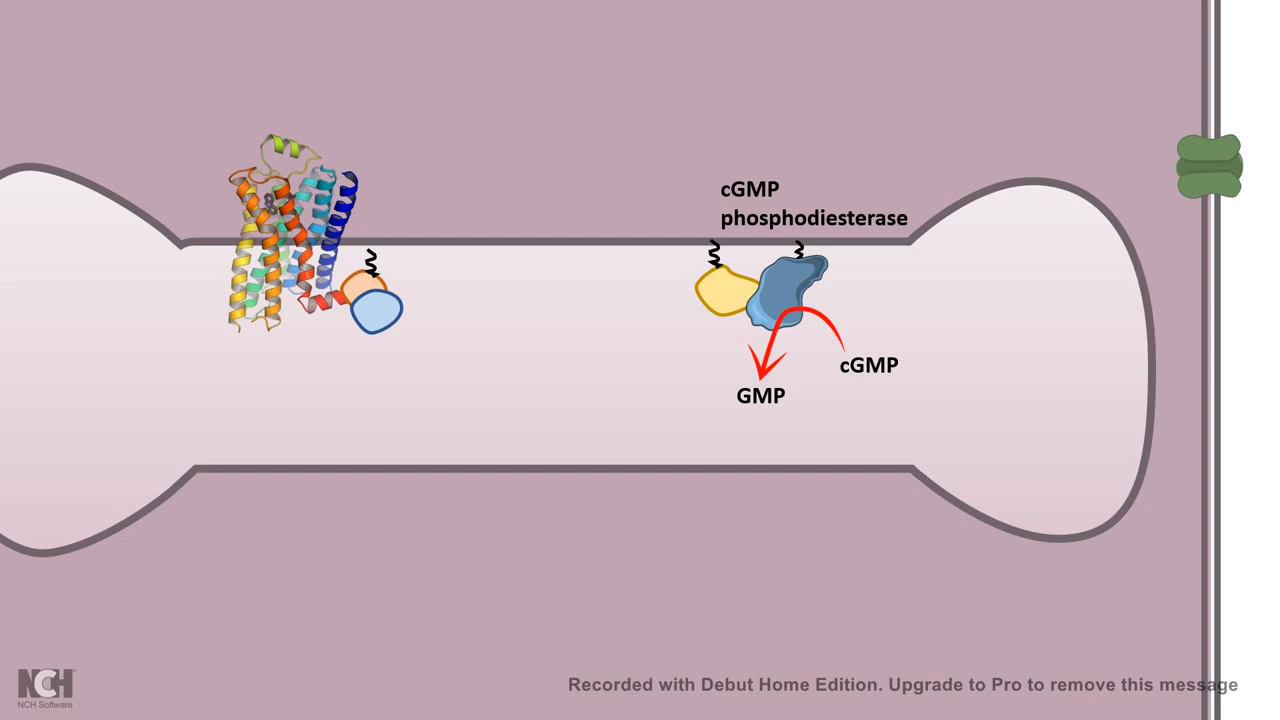 cGMP
phosphodiesterase
cGMP
GMP
NCH
NCH Software
Recorded with Debut Home Edition. Upgrade to Pro to remove this message